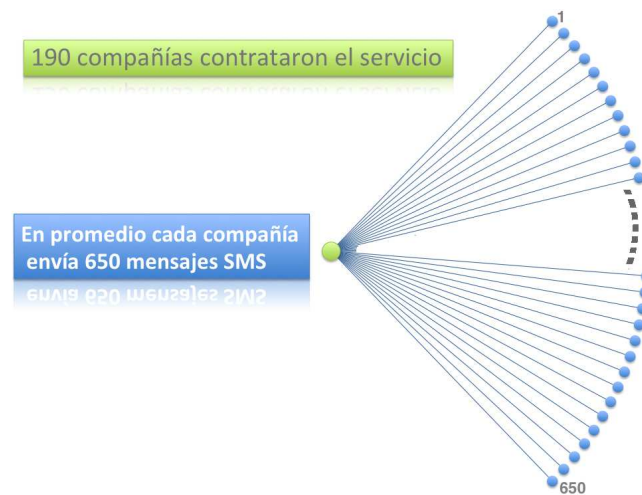 1
190 compañías contrataron el servicio
En promedio cada compañía
envía 650 mensajes SMS
650